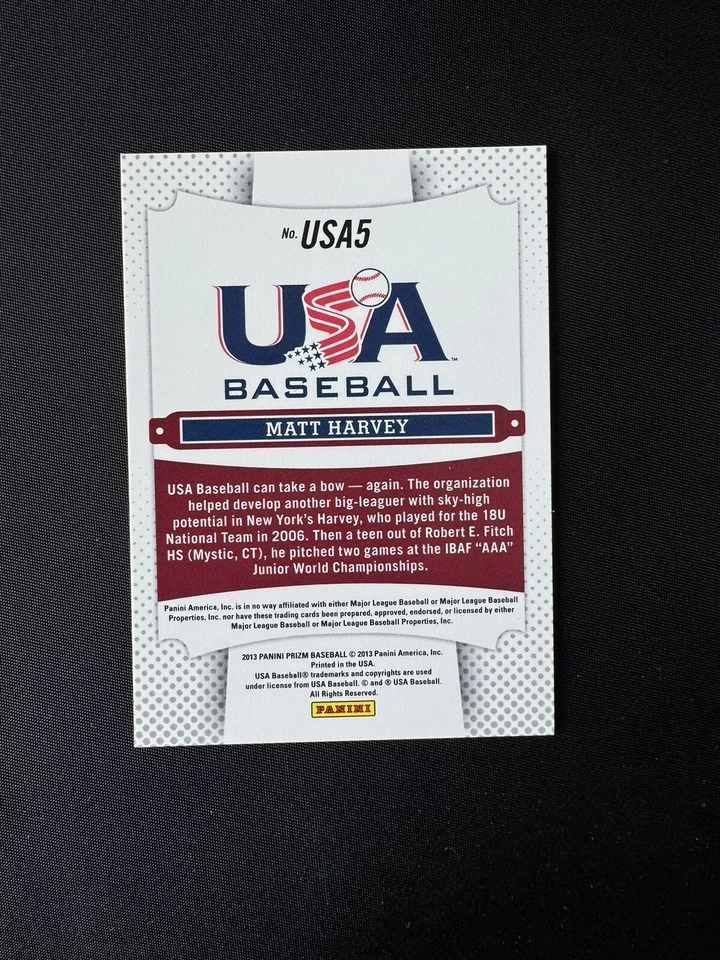 No. USA5
USA
™
BASEBALL
MATT HARVEY
USA Baseball can take a bow — again. The organization
helped develop another big-leaguer with sky-high
potential in New York's Harvey, who played for the 18U
National Team in 2006. Then a teen out of Robert E. Fitch
HS (Mystic, CT), he pitched two games at the IBAF “AAA”
Junior World Championships.
Panini America, Inc. is in no way affiliated with either Major League Baseball or Major League Baseball
Properties, Inc. nor have these trading cards been prepared, approved, endorsed, or licensed by either
Major League Baseball or Major League Baseball Properties, Inc.
2013 PANINI PRIZM BASEBALL © 2013 Panini America, Inc.
Printed in the USA.
USA Baseball® trademarks and copyrights are used
under license from USA Baseball. © and ® USA Baseball.
All Rights Reserved.
PANINI